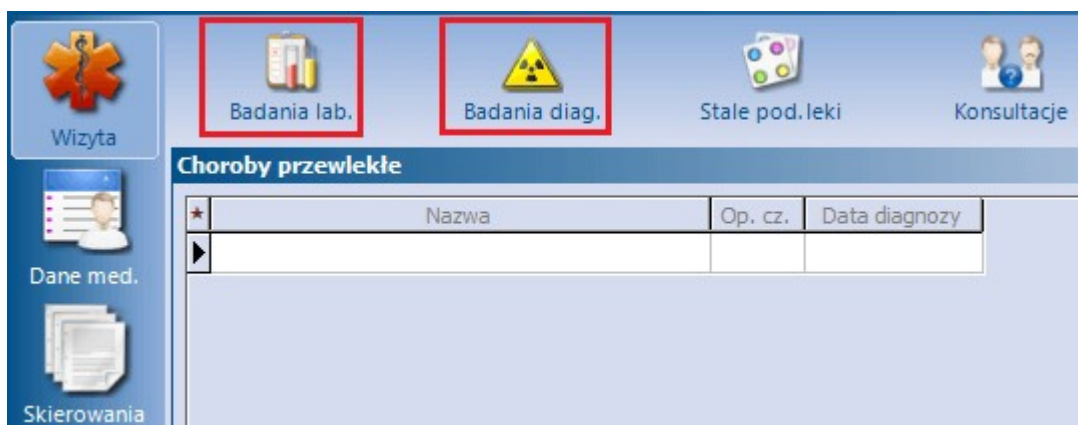 Wizyta
Badania lab.
Badania diag.
Stale pod. leki
Konsultacje
Dane med.
Skierowania
Choroby przewlekłe
Nazwa
Op. cz.
Data diagnozy